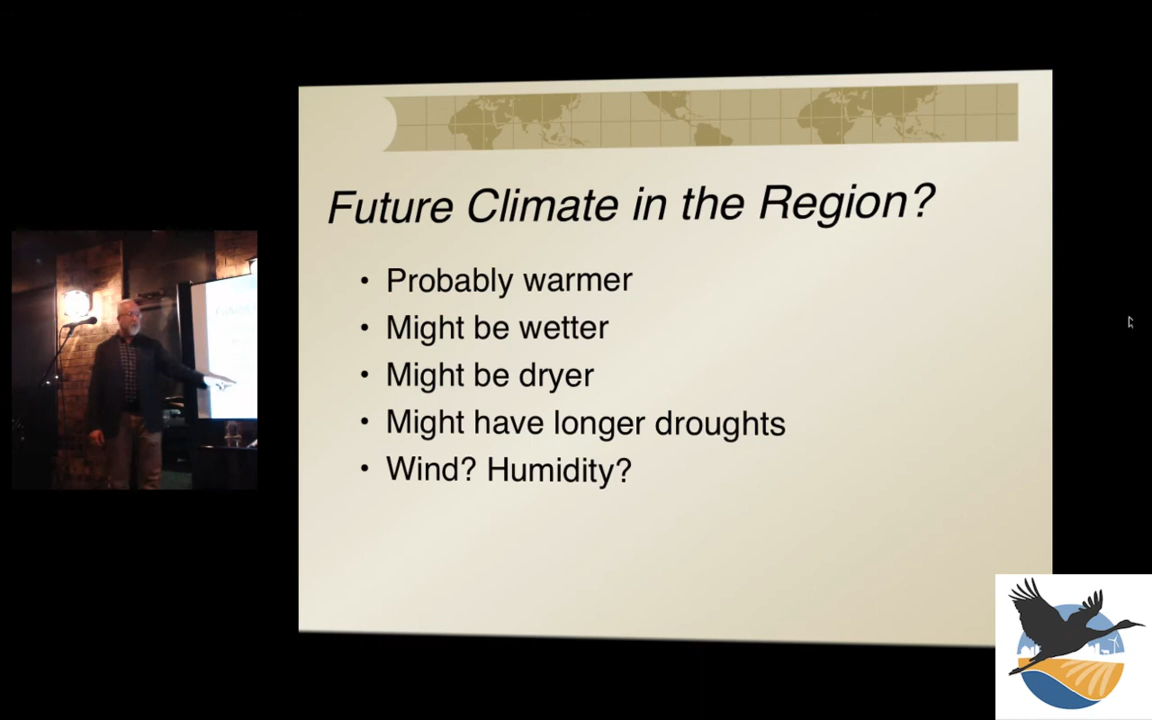 Future Climate in the Region?
• Probably warmer
• Might be wetter
• Might be dryer
• Might have longer droughts
• Wind? Humidity?